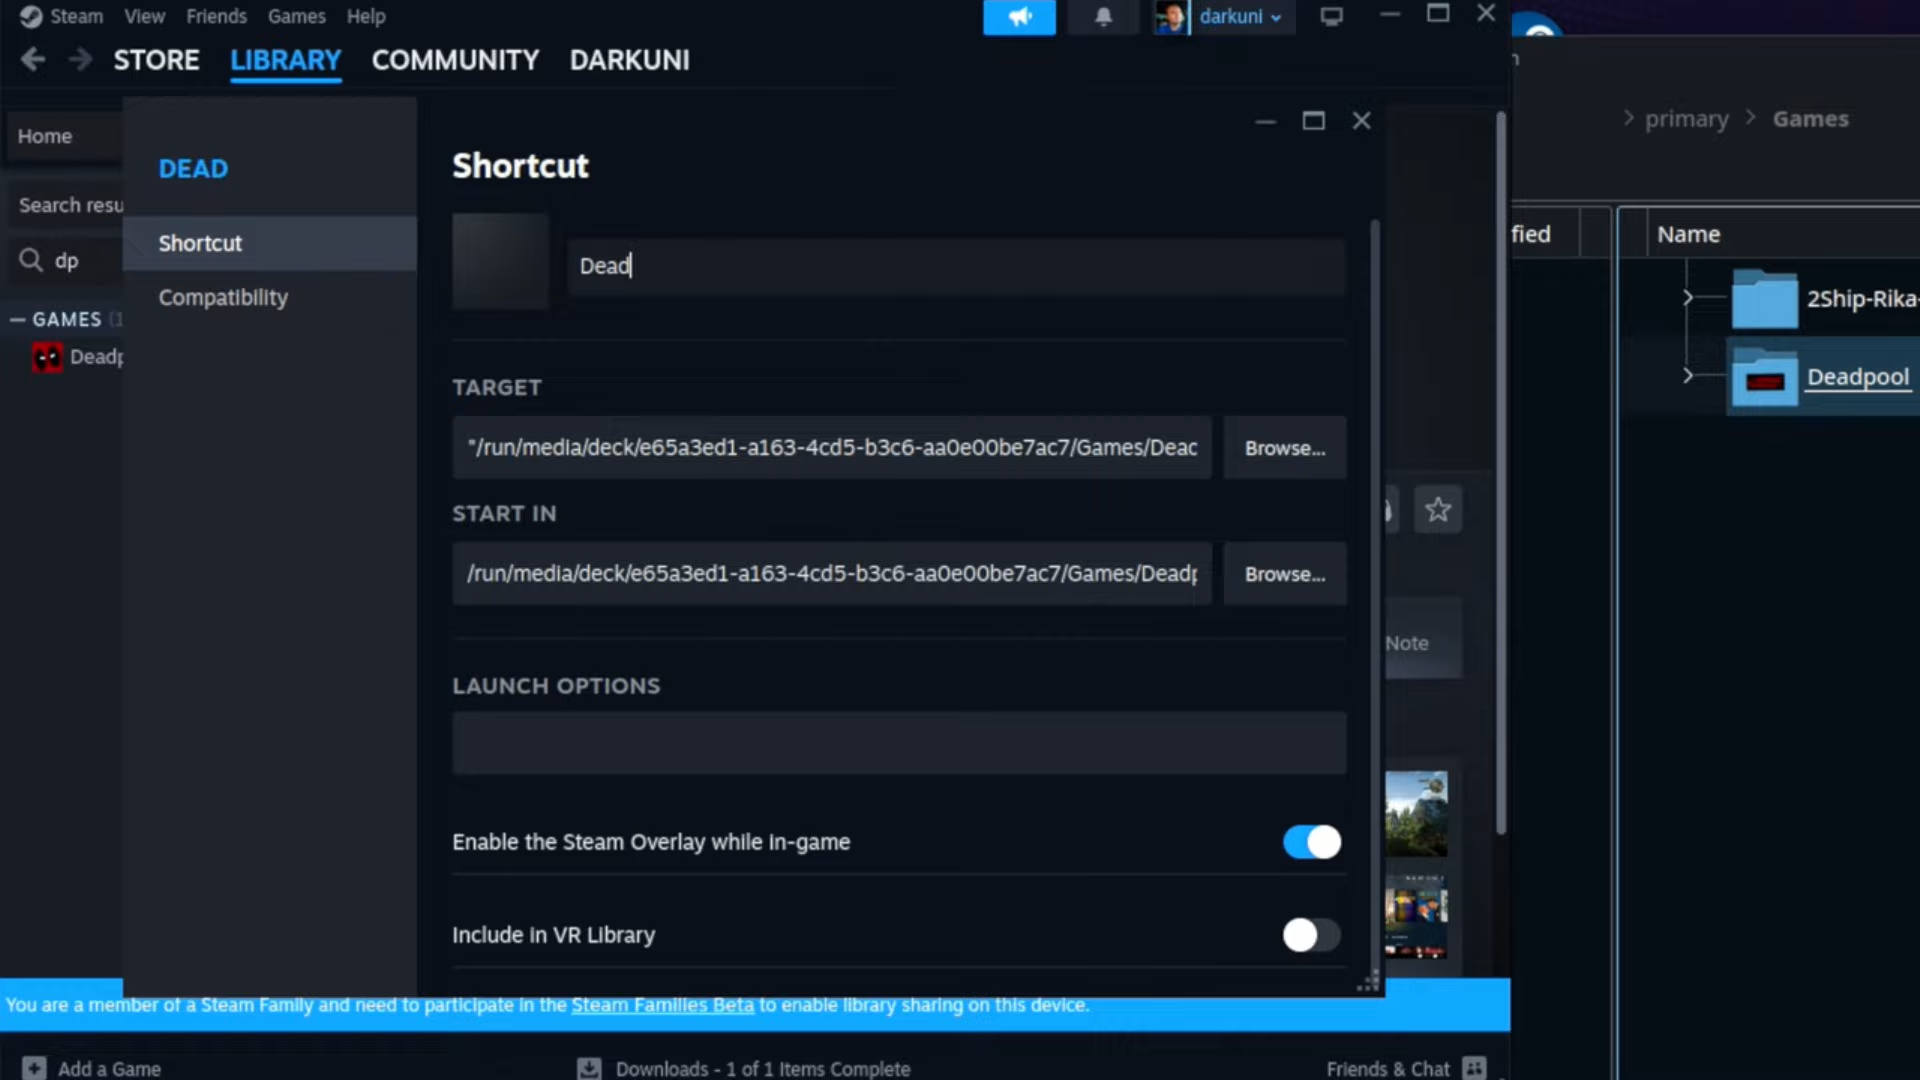 Steam View Friends Games Help
darkuni
STORE LIBRARY COMMUNITY DARKUNI
Home
Search resu
dp
GAMES (1
Deadp
DEAD
Shortcut
Compatibility
Shortcut
Dead
TARGET
"/run/media/deck/e65a3ed1-a163-4cd5-b3c6-aa0e00be7ac7/Games/Deac
Browse...
START IN
/run/media/deck/e65a3ed1-a163-4cd5-b3c6-aa0e00be7ac7/Games/Deadp
Browse...
LAUNCH OPTIONS
Enable the Steam Overlay while in-game
Include in VR Library
Note
You are a member of a Steam Family and need to participate in the Steam Families Beta to enable library sharing on this device.
Add a Game
Downloads - 1 of 1 Items Complete
Friends & Chat
primary > Games
fied
Name
2Ship-Rika-
Deadpool